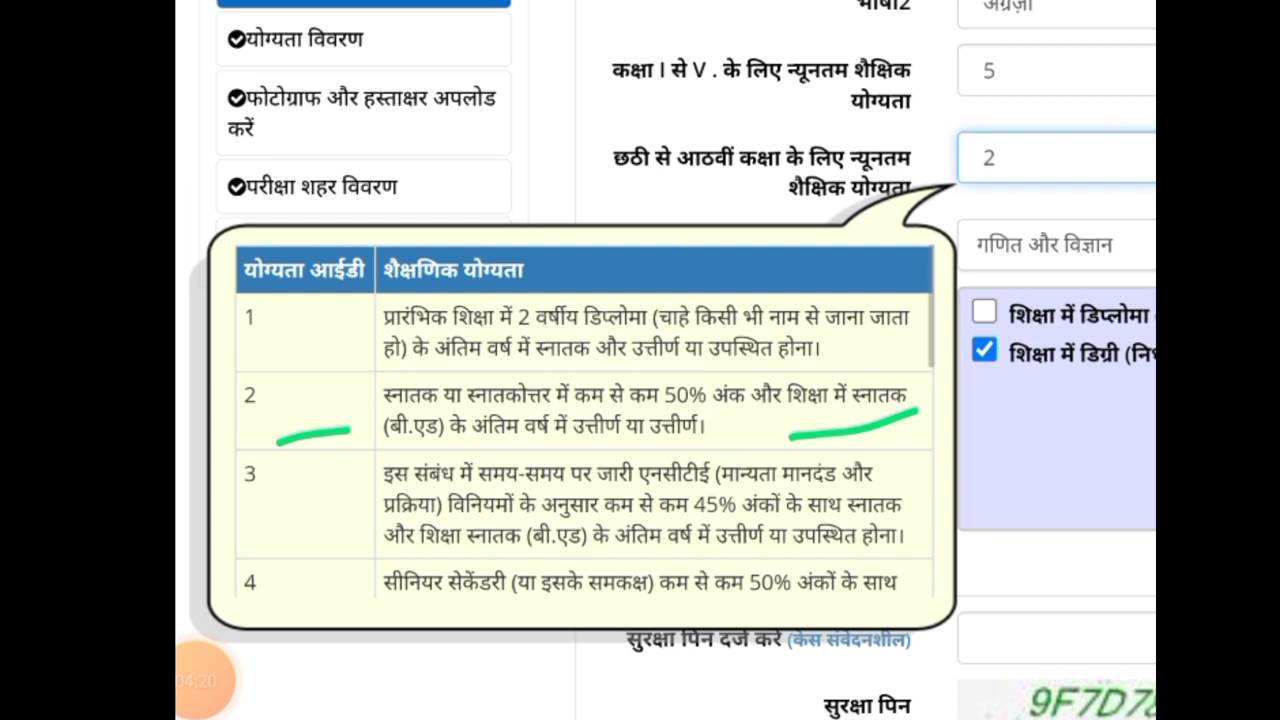 योग्यता विवरण
फोटोग्राफ और हस्ताक्षर अपलोड
करें
परीक्षा शहर विवरण
भाषा2
अंग्रेज़ी
कक्षा I से V . के लिए न्यूनतम शैक्षिक
योग्यता
5
छठी से आठवीं कक्षा के लिए न्यूनतम
शैक्षिक योग्यता
2
गणित और विज्ञान
योग्यता आईडी शैक्षणिक योग्यता
1 प्रारंभिक शिक्षा में 2 वर्षीय डिप्लोमा (चाहे किसी भी नाम से जाना जाता
हो) के अंतिम वर्ष में स्नातक और उत्तीर्ण या उपस्थित होना।
2 स्नातक या स्नातकोत्तर में कम से कम 50% अंक और शिक्षा में स्नातक
(बी.एड) के अंतिम वर्ष में उत्तीर्ण या उत्तीर्ण।
3 इस संबंध में समय-समय पर जारी एनसीटीई (मान्यता मानदंड और
प्रक्रिया) विनियमों के अनुसार कम से कम 45% अंकों के साथ स्नातक
और शिक्षा स्नातक (बी.एड) के अंतिम वर्ष में उत्तीर्ण या उपस्थित होना।
4 सीनियर सेकेंडरी (या इसके समकक्ष) कम से कम 50% अंकों के साथ
शिक्षा में डिप्लोमा
शिक्षा में डिग्री
सुरक्षा पिन दर्ज करें (केस संवेदनशील)
04:20
सुरक्षा पिन
9F7D7